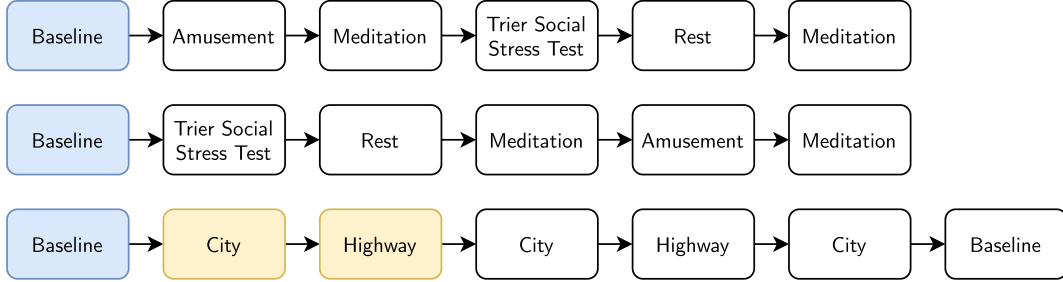 Baseline
Amusement
Meditation
Trier Social
Stress Test
Rest
Meditation
Baseline
Trier Social
Stress Test
Rest
Meditation
Amusement
Meditation
Baseline
City
Highway
City
Highway
City
Baseline